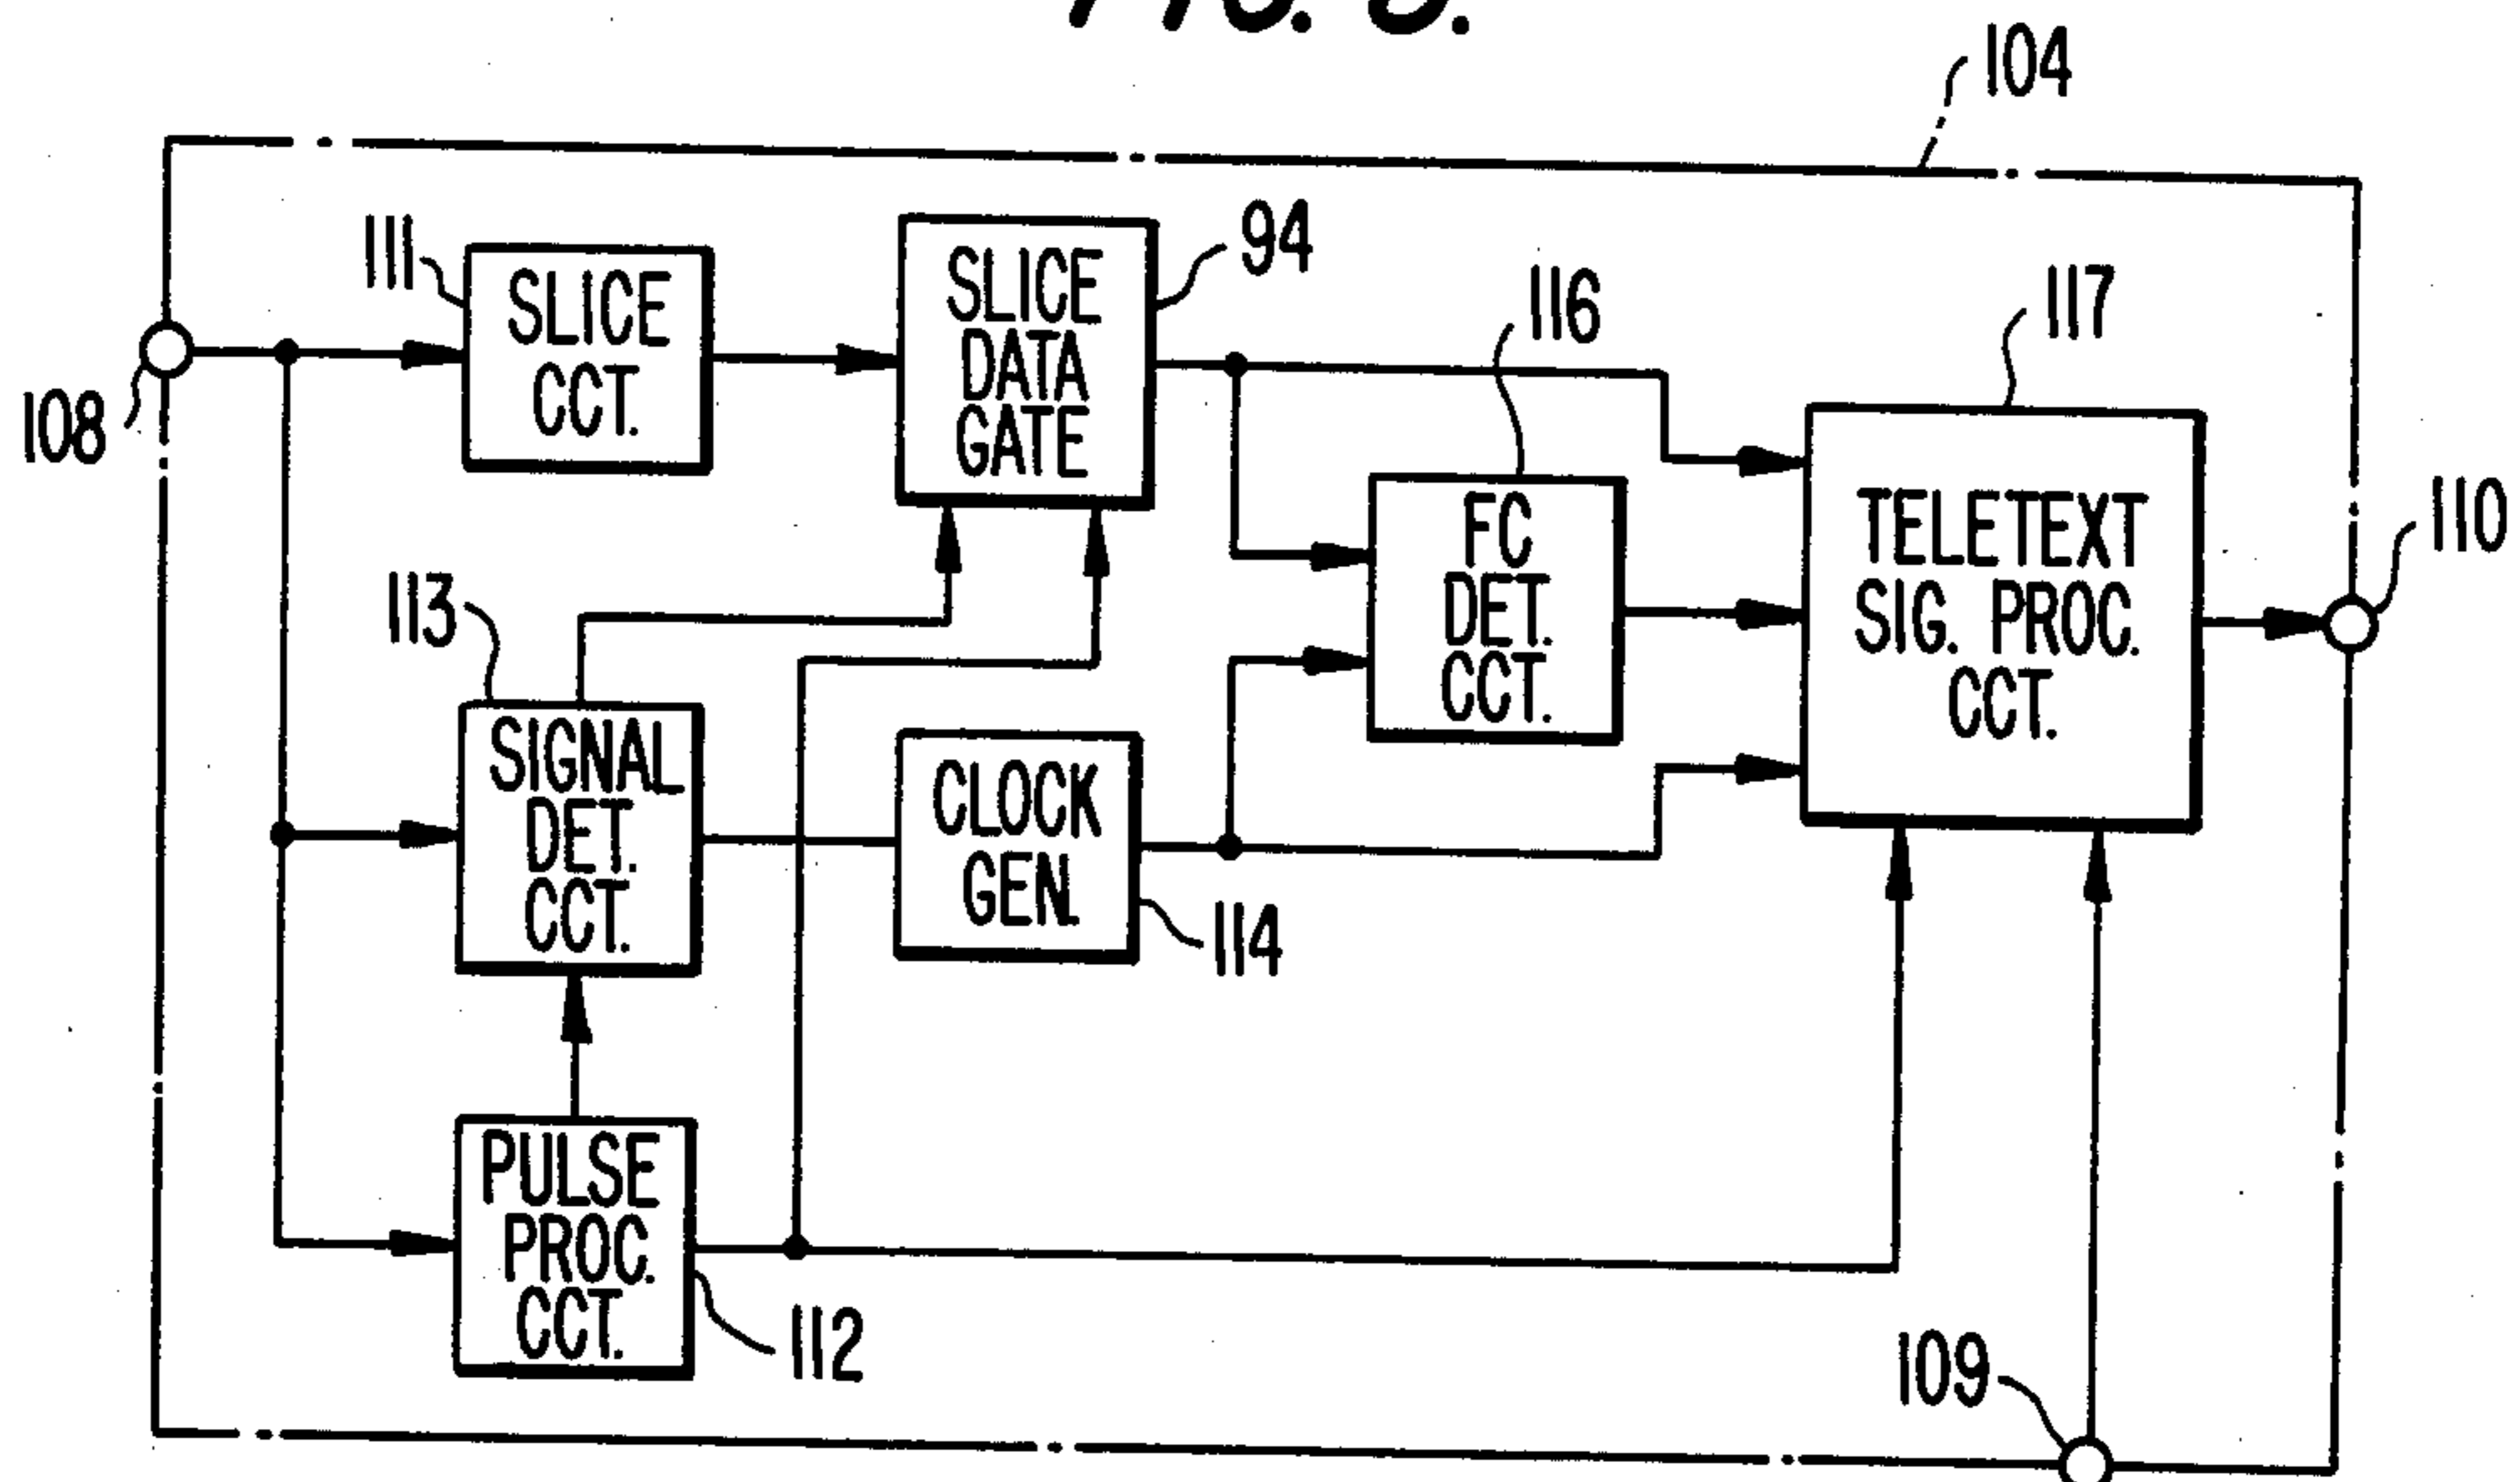 104
111
SLICE
CCT.
SLICE
DATA
GATE
94
116
117
108
FC
DET.
CCT.
TELETEXT
SIG. PROC.
CCT.
110
113
SIGNAL
DET.
CCT.
CLOCK
GEN.
114
PULSE
PROC.
CCT.
112
109